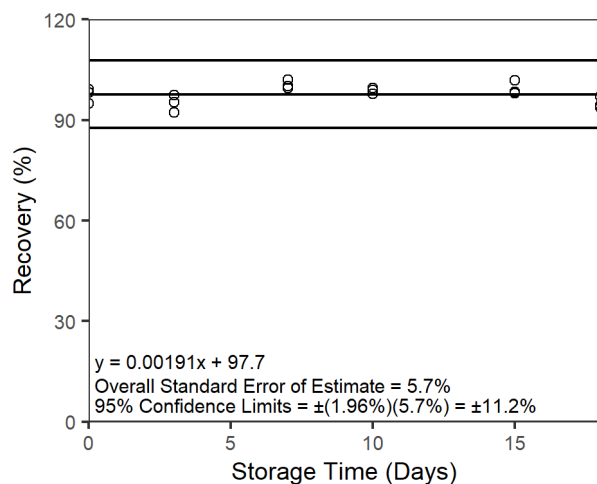 120
90
60
30
0
Recovery (%)
y = 0.00191x + 97.7
Overall Standard Error of Estimate = 5.7%
95% Confidence Limits = ±(1.96%)(5.7%) = ±11.2%
0 5 10 15
Storage Time (Days)